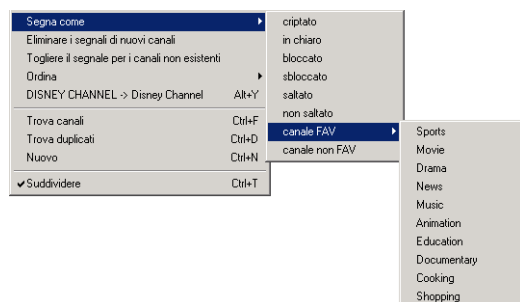 Segna come
Eliminare i segnali di nuovi canali
Togliere il segnale per i canali non esistenti
Ordina
DISNEY CHANNEL -> Disney Channel Alt+Y
Trova canali Ctrl+F
Trova duplicati Ctrl+D
Nuovo Ctrl+N
Suddividere Ctrl+T
criptato
in chiaro
bloccato
sbloccato
saltato
non saltato
canale FAV
canale non FAV
Sports
Movie
Drama
News
Music
Animation
Education
Documentary
Cooking
Shopping